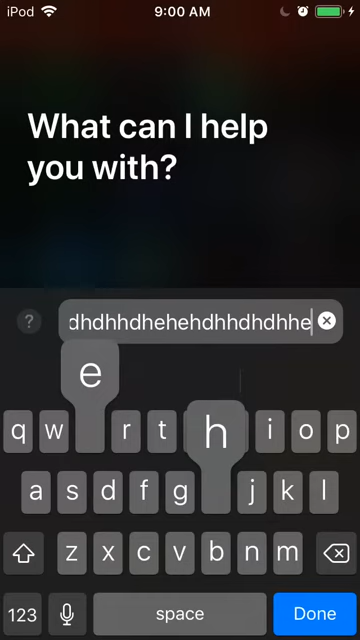 iPod 9:00 AM
What can I help
you with?
? dhdhhdhehehdhhdhdhhe
e
q w r t h i o p
a s d f g j k l
z x c v b n m
123 space Done